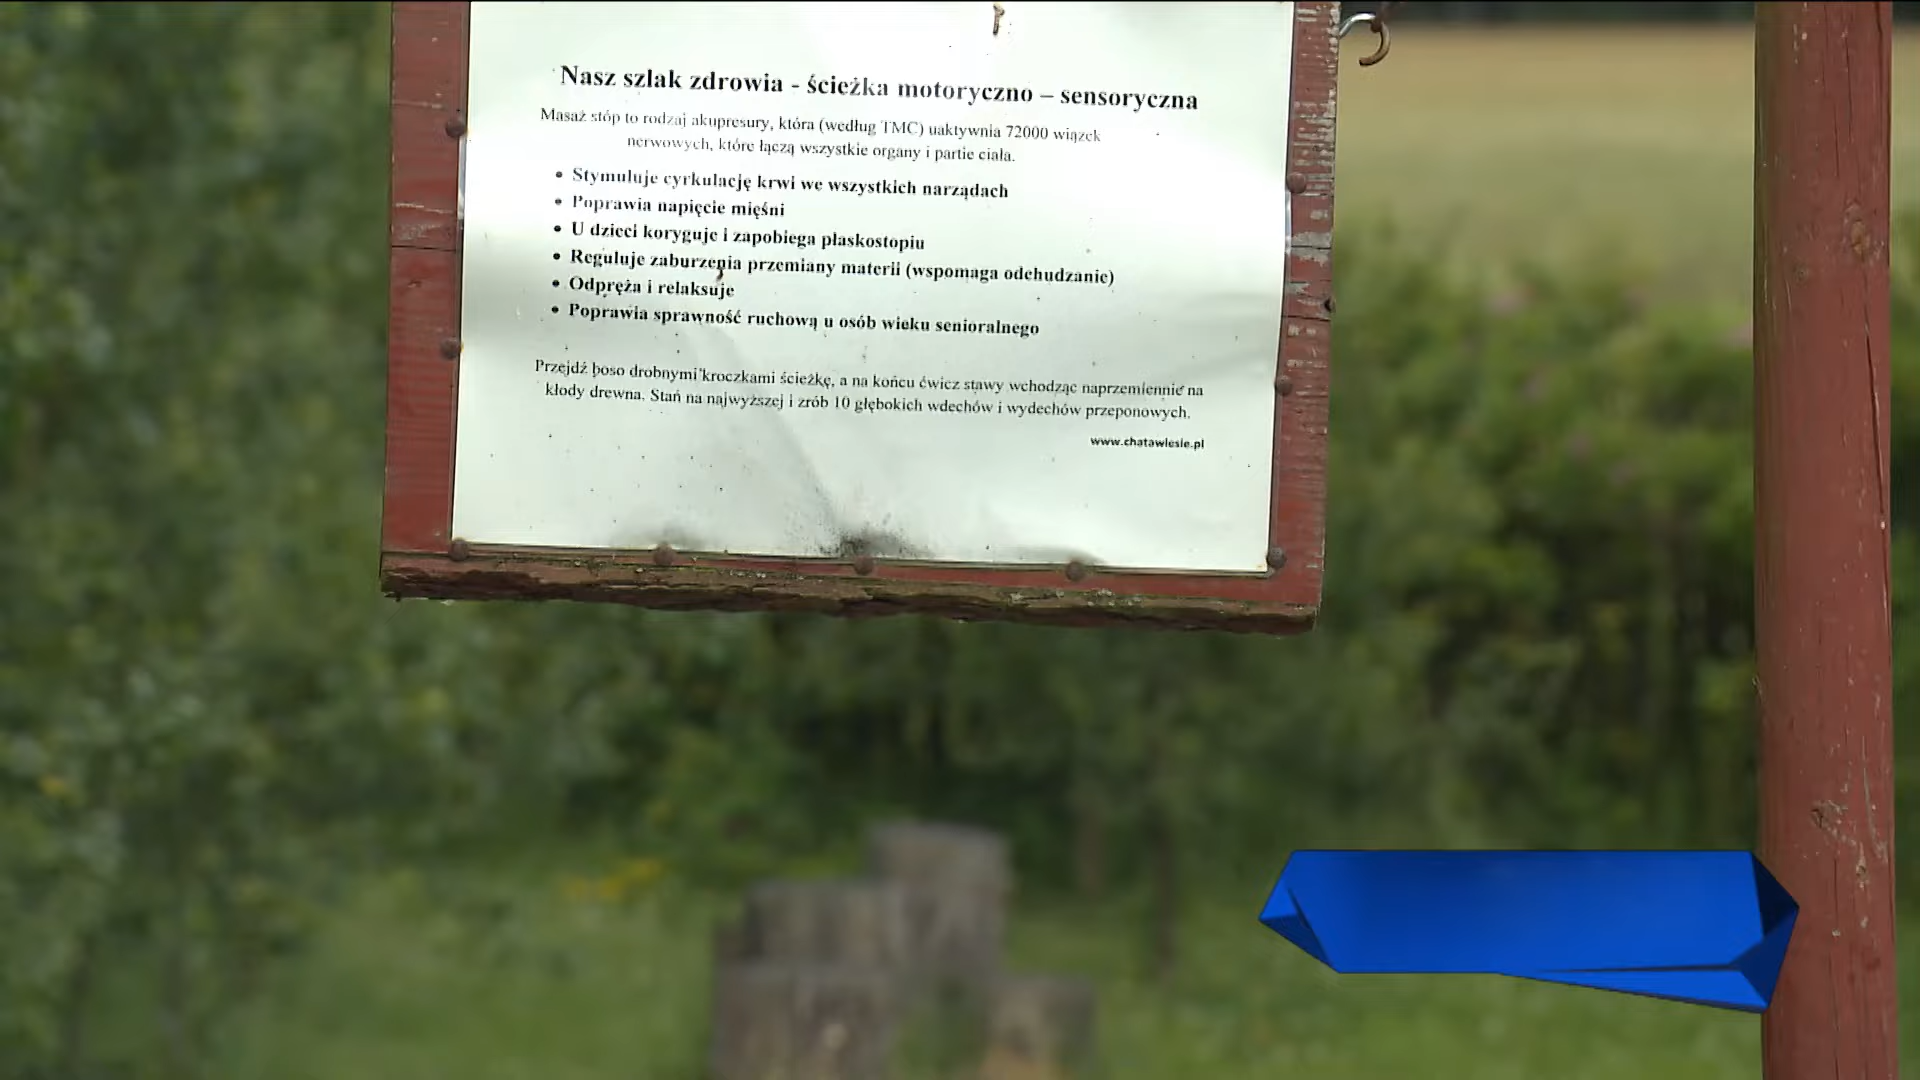 Nasz szlak zdrowia - ścieżka motoryczno – sensoryczna
Masaż stóp to rodzaj akupresury, która (według TMC) uaktywnia 72000 wiązek
nerwowych, które łączą wszystkie organy i partie ciała.
• Stymuluje cyrkulację krwi we wszystkich narządach
• Poprawia napięcie mięśni
• U dzieci koryguje i zapobiega płaskostopiu
• Reguluje zaburzenia przemiany materii (wspomaga odchudzanie)
• Odpręża i relaksuje
• Poprawia sprawność ruchową u osób wieku senioralnego
Przejdź boso drobnymi kroczkami ścieżkę, a na końcu ćwicz stawy wchodząc naprzemiennie na
kłody drewna. Stań na najwyższej i zrób 10 głębokich wdechów i wydechów przeponowych.
www.chatawlesie.pl